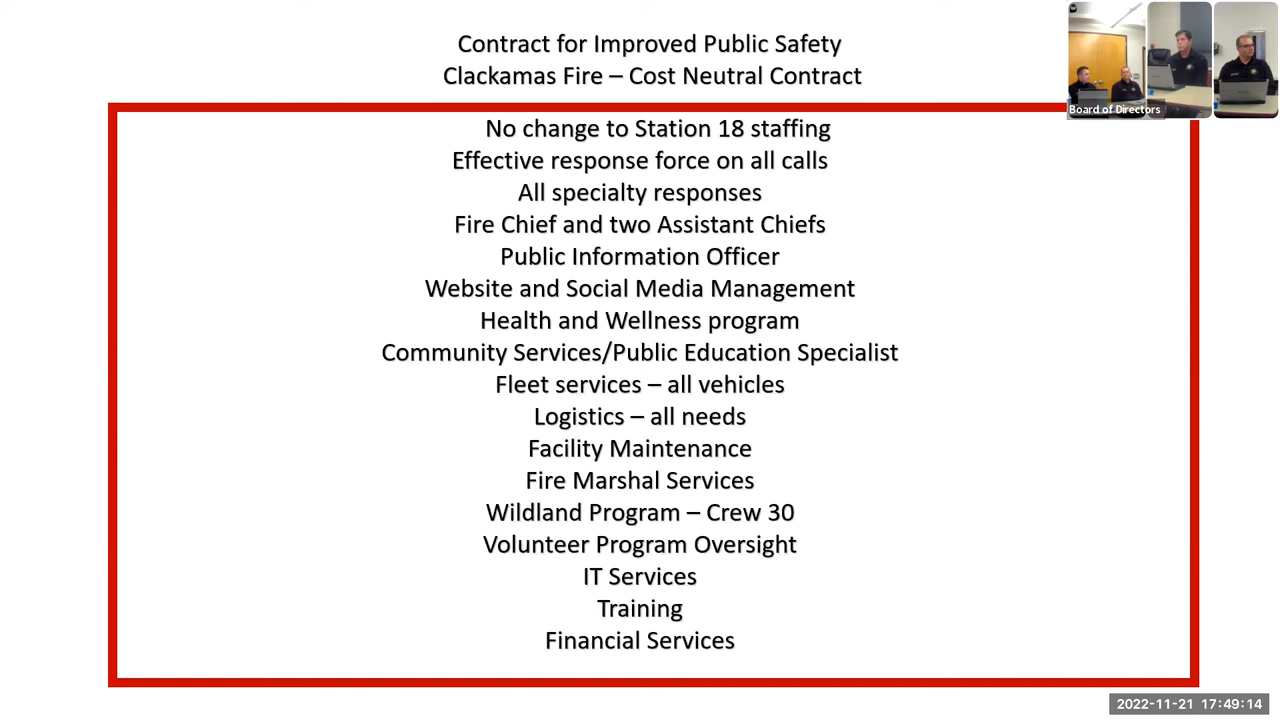 Contract for Improved Public Safety
Clackamas Fire – Cost Neutral Contract
Board of Directors
No change to Station 18 staffing
Effective response force on all calls
All specialty responses
Fire Chief and two Assistant Chiefs
Public Information Officer
Website and Social Media Management
Health and Wellness program
Community Services/Public Education Specialist
Fleet services – all vehicles
Logistics – all needs
Facility Maintenance
Fire Marshal Services
Wildland Program – Crew 30
Volunteer Program Oversight
IT Services
Training
Financial Services
2022-11-21 17:49:14